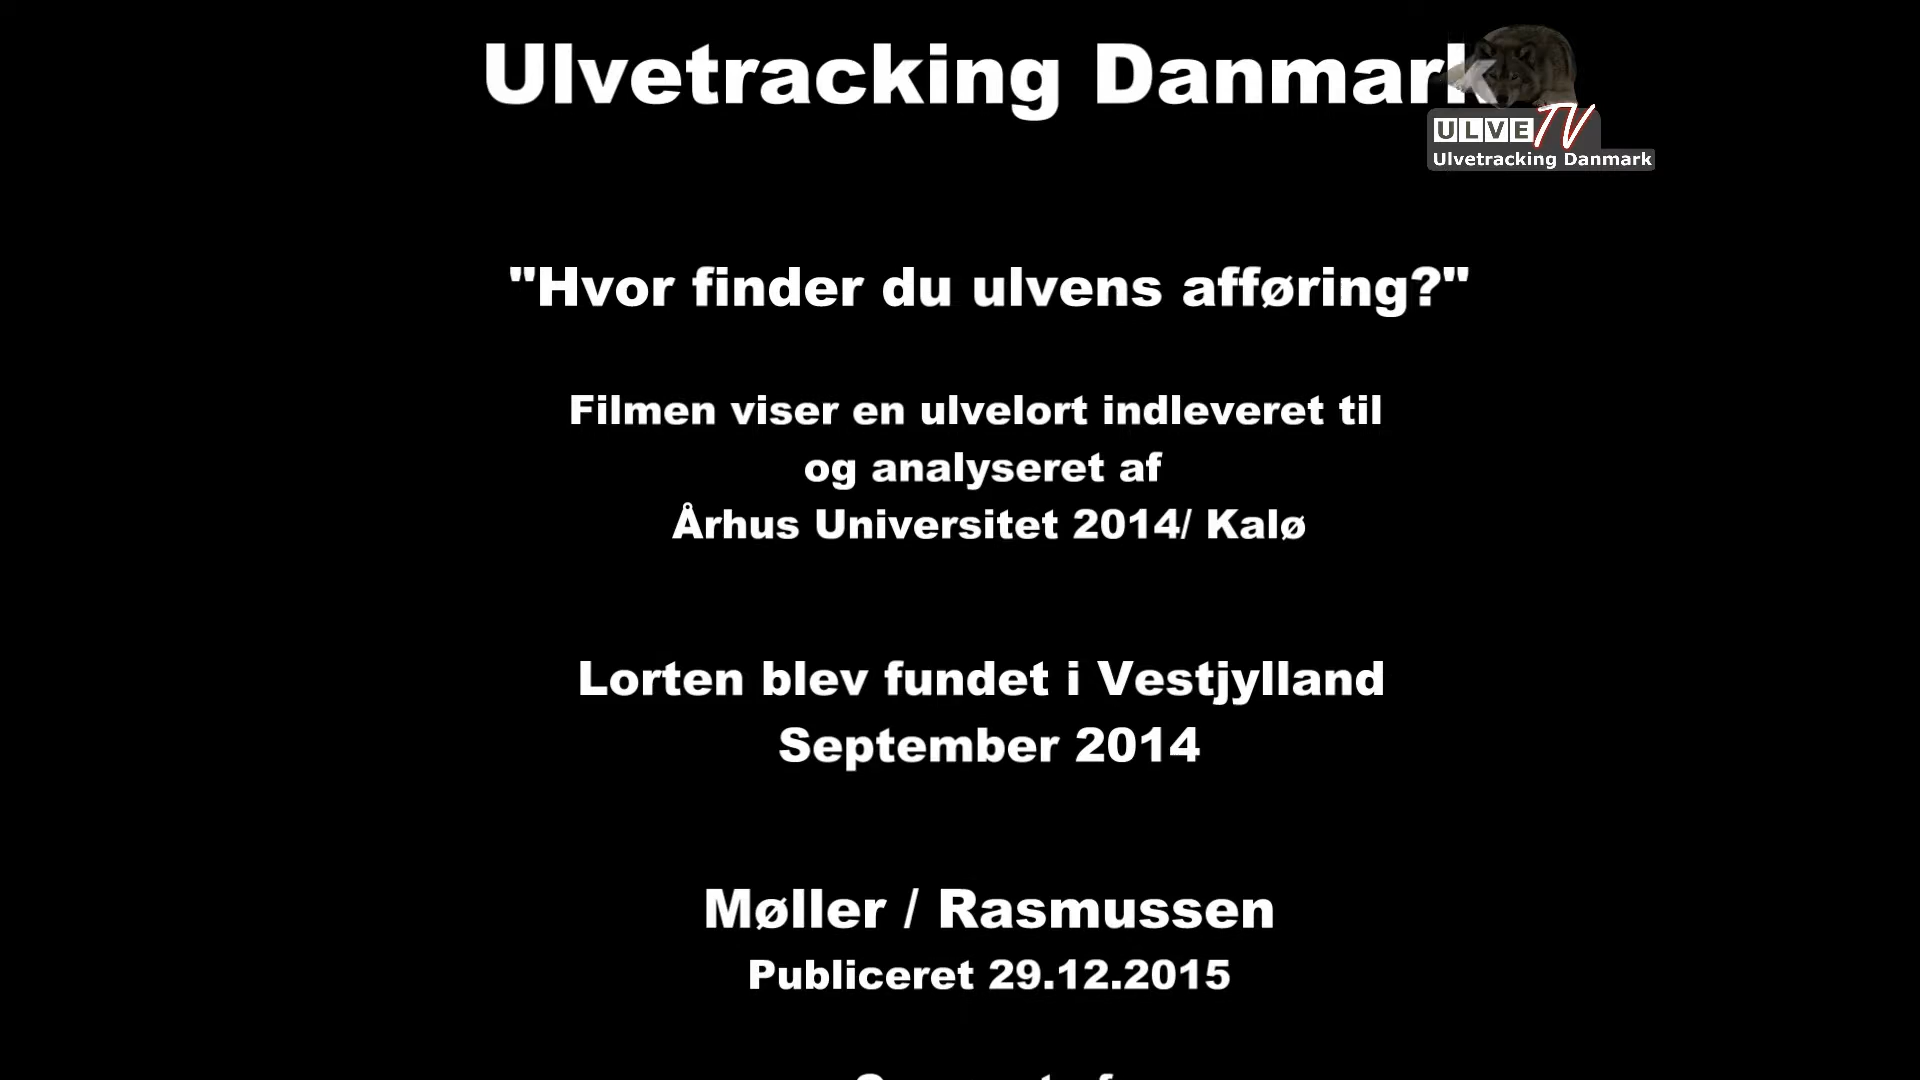 Ulvetracking Danmark
ULVE TV
Ulvetracking Danmark
"Hvor finder du ulvens afføring?"
Filmen viser en ulvelort indleveret til
og analyseret af
Århus Universitet 2014/ Kalø
Lorten blev fundet i Vestjylland
September 2014
Møller / Rasmussen
Publiceret 29.12.2015